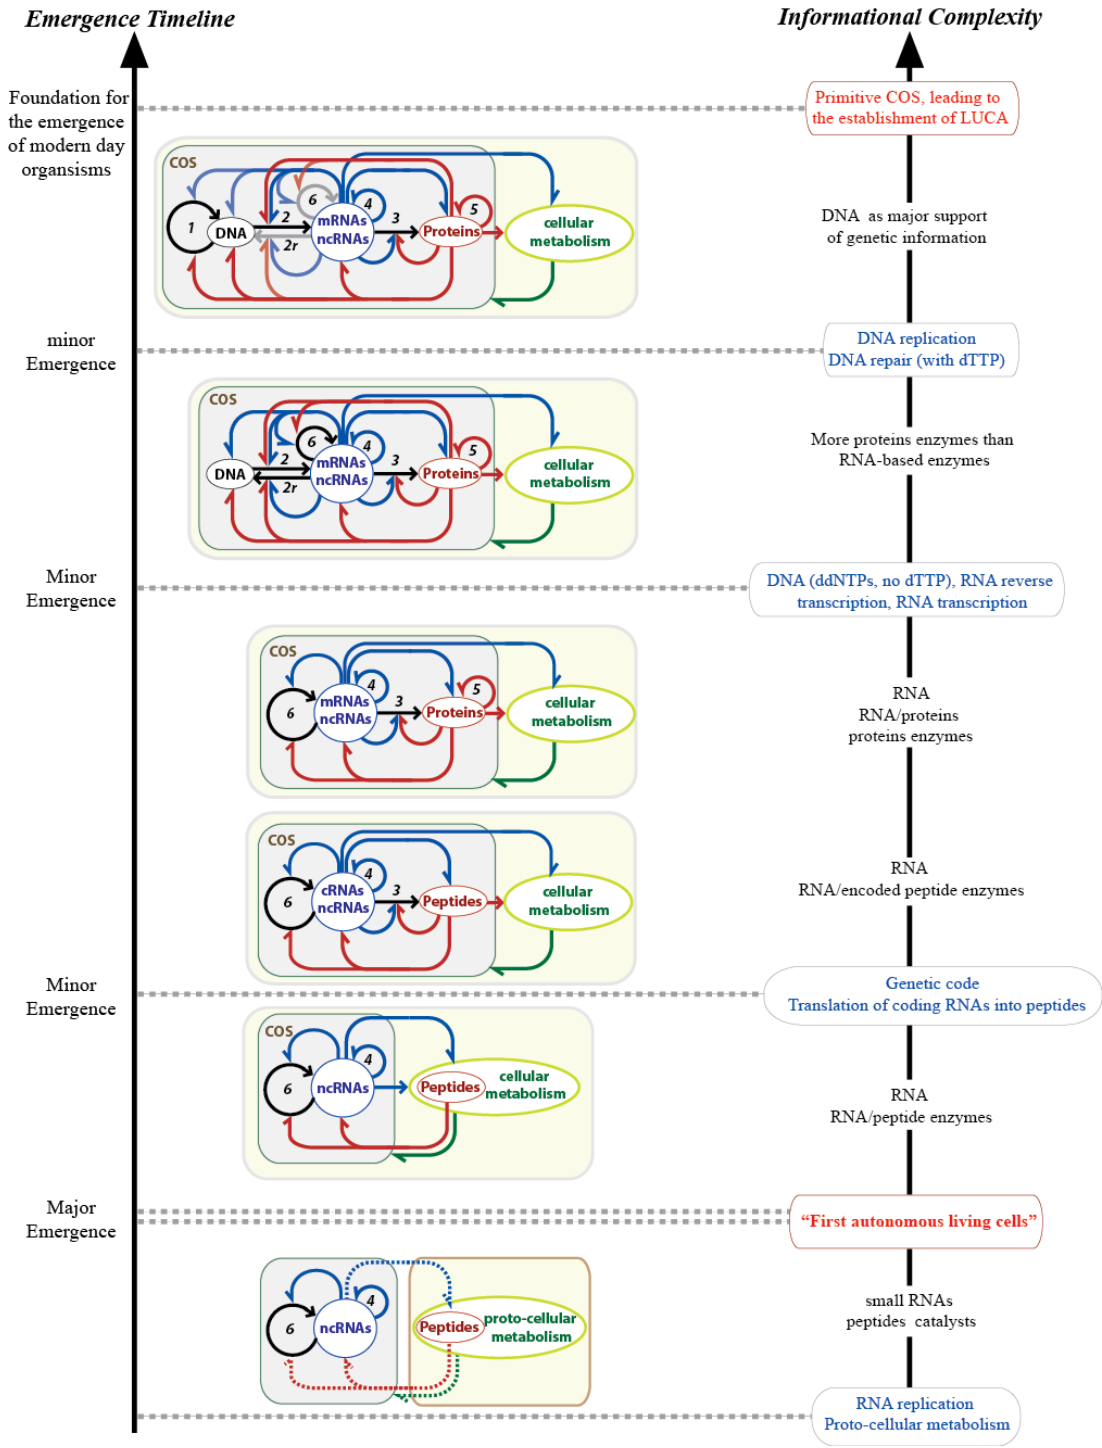 Emergence Timeline
Informational Complexity
Foundation for
the emergence
of modern day
organsisms
Primitive COS, leading to
the establishment of LUCA
COS
1
DNA
2
2r
6
mRNAs
ncRNAs
4
3
Proteins
5
cellular
metabolism
DNA as major support
of genetic information
minor
Emergence
DNA replication
DNA repair (with dTTP)
COS
DNA
2
2r
6
mRNAs
ncRNAs
4
3
Proteins
5
cellular
metabolism
More proteins enzymes than
RNA-based enzymes
Minor
Emergence
DNA (ddNTPs, no dTTP), RNA reverse
transcription, RNA transcription
COS
6
mRNAs
ncRNAs
4
3
Proteins
5
cellular
metabolism
RNA
RNA/proteins
proteins enzymes
COS
6
cRNAs
ncRNAs
4
3
Peptides
cellular
metabolism
RNA
RNA/encoded peptide enzymes
Minor
Emergence
Genetic code
Translation of coding RNAs into peptides
COS
6
ncRNAs
4
Peptides
cellular
metabolism
RNA
RNA/peptide enzymes
Major
Emergence
“First autonomous living cells”
6
ncRNAs
4
Peptides
proto-cellular
metabolism
small RNAs
peptides catalysts
RNA replication
Proto-cellular metabolism